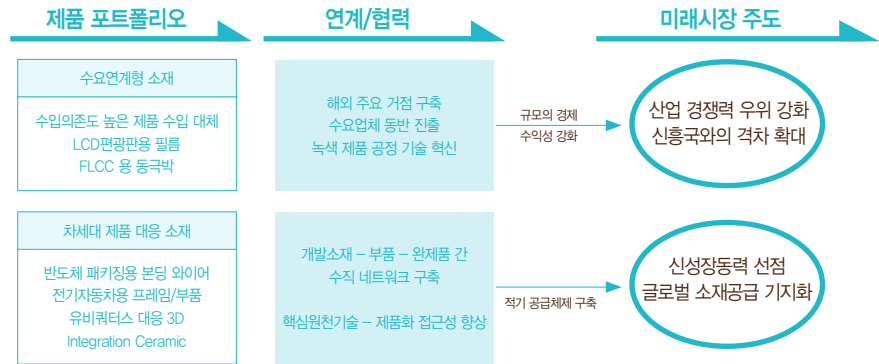 제품 포트폴리오
연계/협력
미래시장 주도
수요연계형 소재
수입의존도 높은 제품 수입 대체
LCD편광판용 필름
FLCC 용 동극박
해외 주요 거점 구축
수요업체 동반 진출
녹색 제품 공정 기술 혁신
규모의 경제
수익성 강화
산업 경쟁력 우위 강화
신흥국와의 격차 확대
차세대 제품 대응 소재
반도체 패키징용 본딩 와이어
전기자동차용 프레임/부품
유비쿼터스 대응 3D
Integration Ceramic
개발소재 – 부품 – 완제품 간
수직 네트워크 구축
핵심원천기술 – 제품화 접근성 향상
적기 공급체제 구축
신성장동력 선점
글로벌 소재공급 기지화